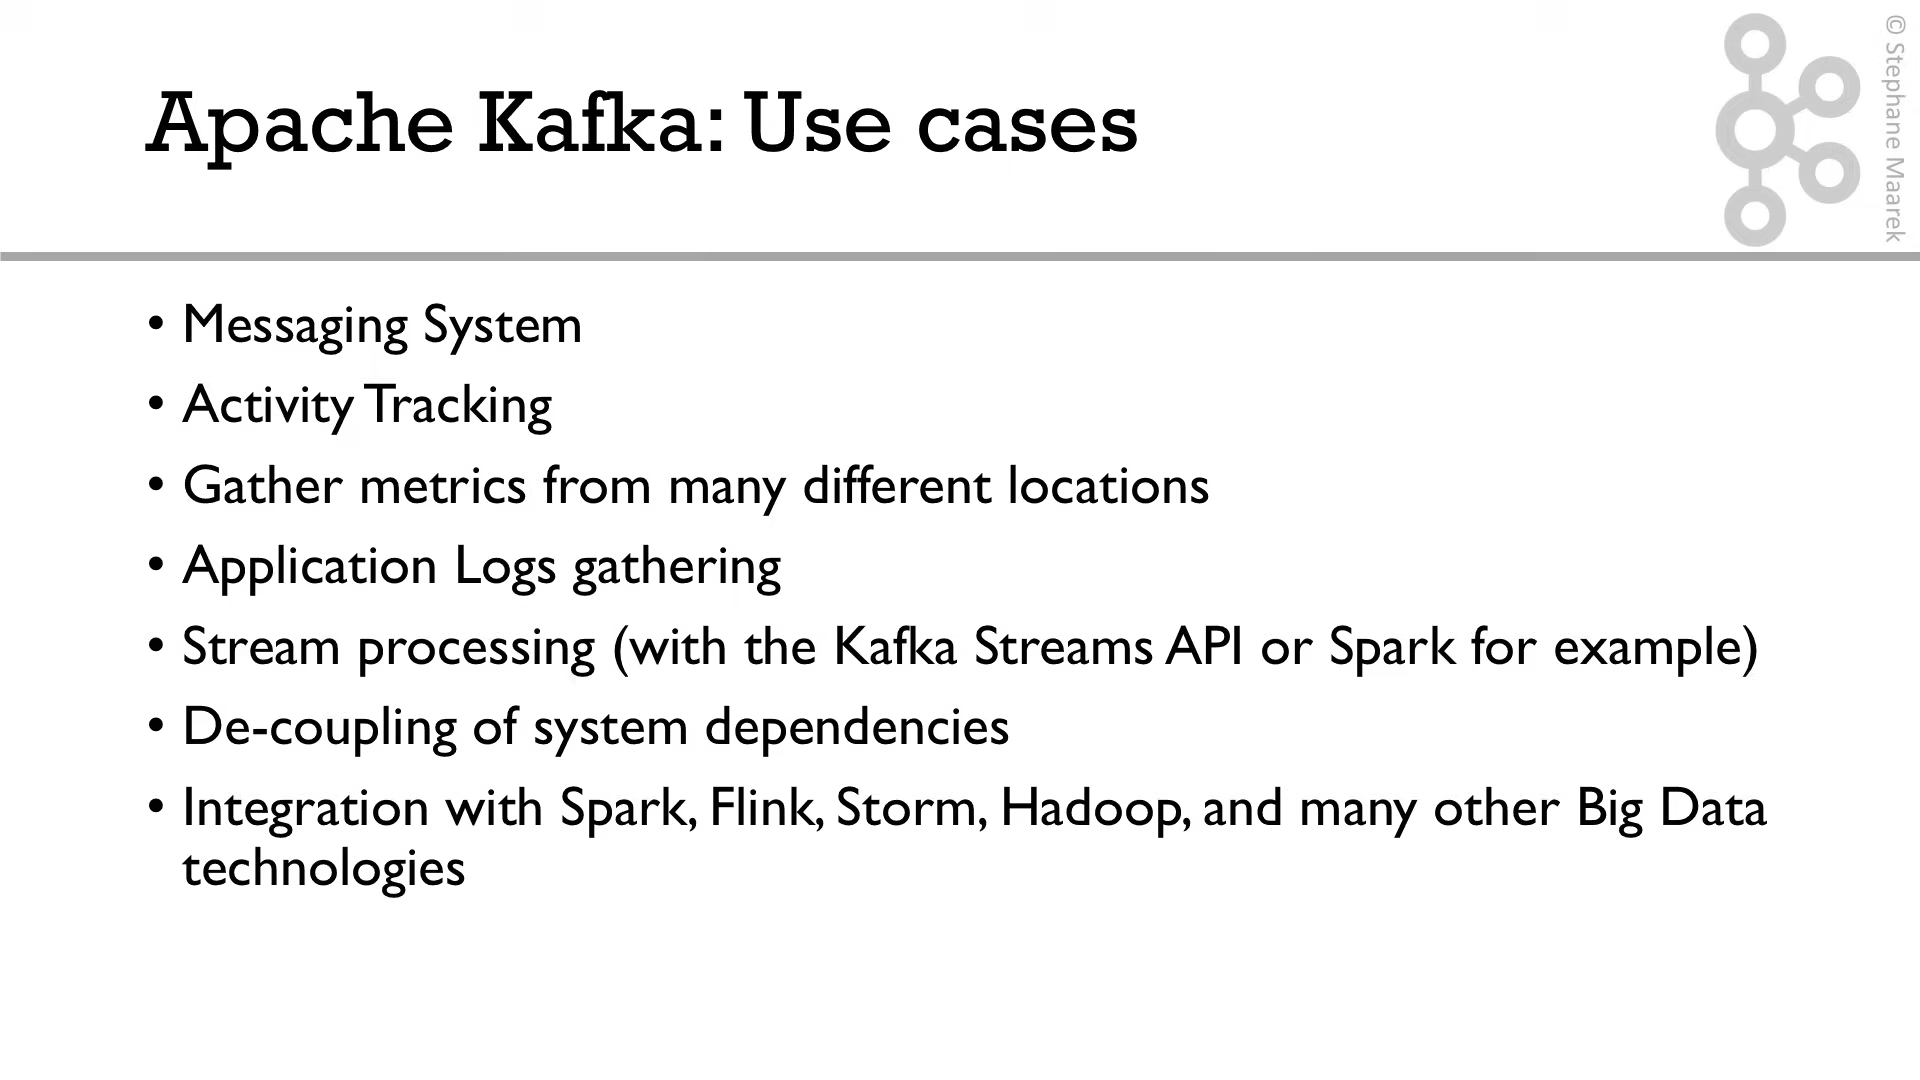 Apache Kafka: Use cases
© Stephane Maarek
• Messaging System
• Activity Tracking
• Gather metrics from many different locations
• Application Logs gathering
• Stream processing (with the Kafka Streams API or Spark for example)
• De-coupling of system dependencies
• Integration with Spark, Flink, Storm, Hadoop, and many other Big Data
technologies